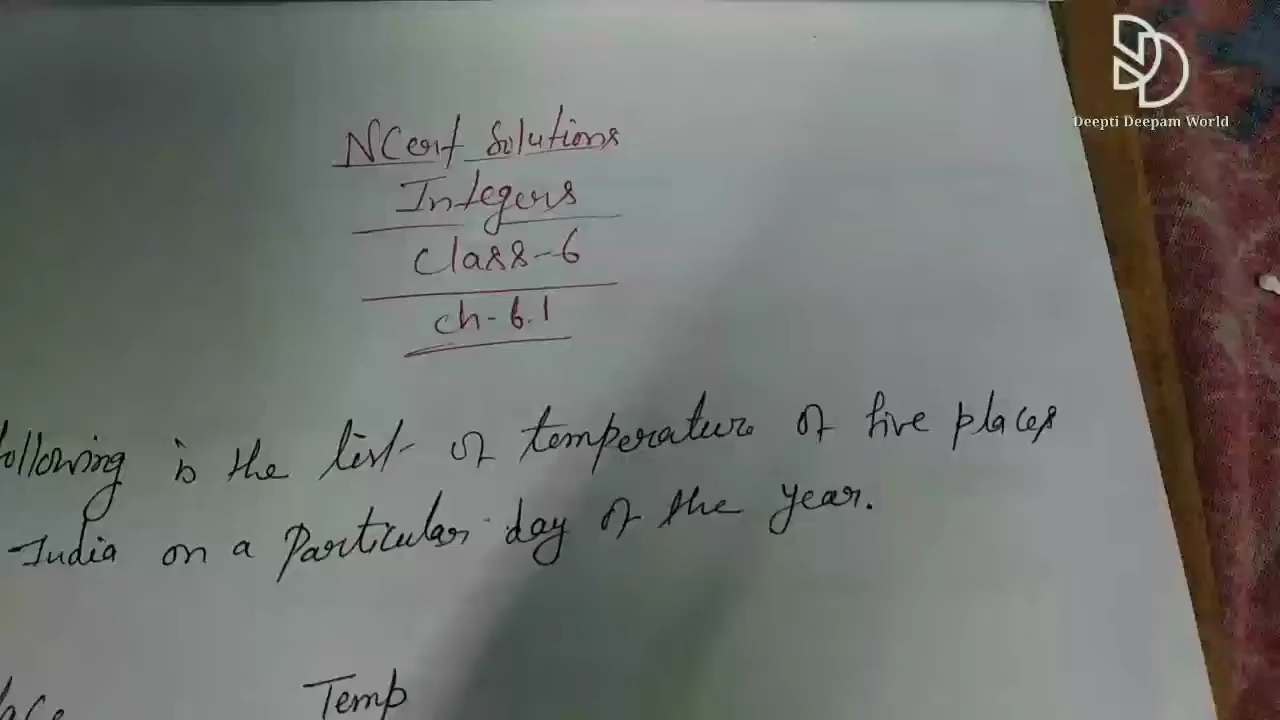 NCert Solutions
Integers
Class-6
Ch-6.1
following is the list of temperature of five places
India on a Particular day of the year.
Temp
Deepti Deepam World